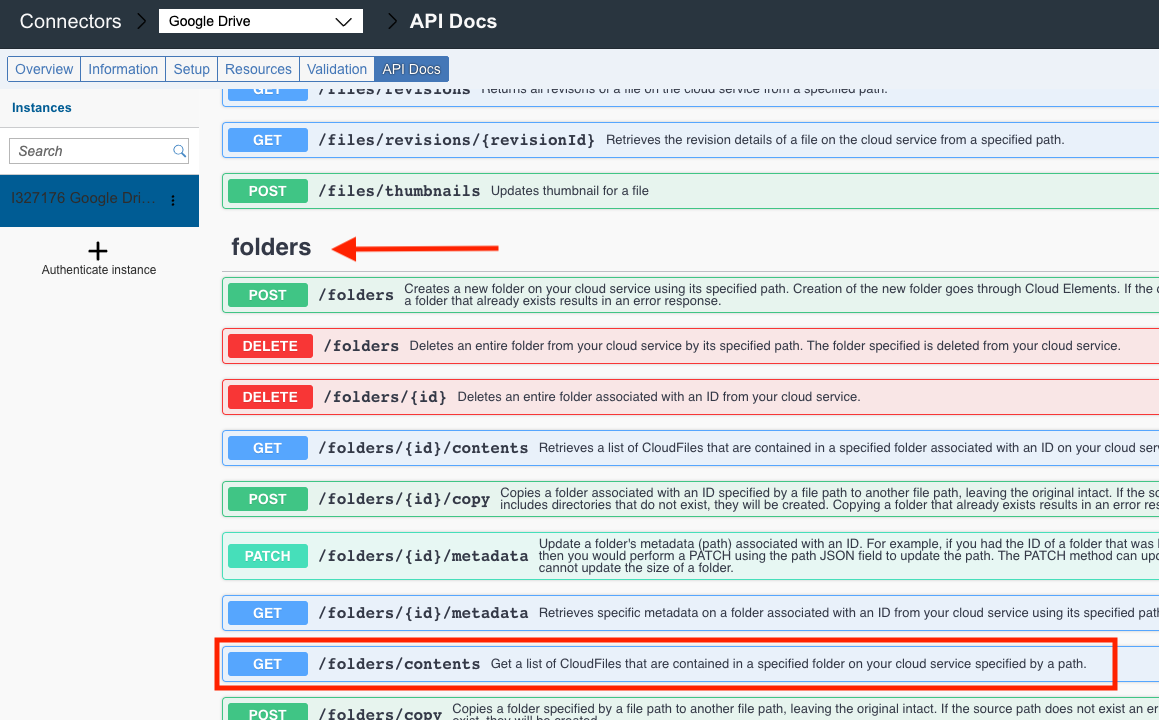 Connectors
Google Drive
API Docs
Overview
Information
Setup
Resources
Validation
API Docs
Instances
Search
I327176 Google Dri...
Authenticate instance
GET /files/revisions Returns all revisons of a file on the cloud service from a specified path.
GET /files/revisions/{revisionId} Retrieves the revision details of a file on the cloud service from a specified path.
POST /files/thumbnails Updates thumbnail for a file
folders
POST /folders Creates a new folder on your cloud service using its specified path. Creation of the new folder goes through Cloud Elements. If the
a folder that already exists results in an error response.
DELETE /folders Deletes an entire folder from your cloud service by its specified path. The folder specified is deleted from your cloud service.
DELETE /folders/{id} Deletes an entire folder associated with an ID from your cloud service.
GET /folders/{id}/contents Retrieves a list of CloudFiles that are contained in a specified folder associated with an ID on your cloud
POST /folders/{id}/copy Copies a folder associated with an ID specified by a file path to another file path, leaving the original intact. If the
includes directories that do not exist, they will be created. Copying a folder that already exists results in an error
PATCH /folders/{id}/metadata Update a folder's metadata (path) associated with an ID. For example, if you had the ID of a folder that was
then you would perform a PATCH using the path JSON field to update the path. The PATCH method can
cannot update the size of a folder.
GET /folders/{id}/metadata Retrieves specific metadata on a folder associated with an ID from your cloud service using its specified
GET /folders/contents Get a list of CloudFiles that are contained in a specified folder on your cloud service specified by a path.
POST /folders/copy Copies a folder specified by a file path to another file path, leaving the original intact. If the source path does not exist an
exist, they will be created